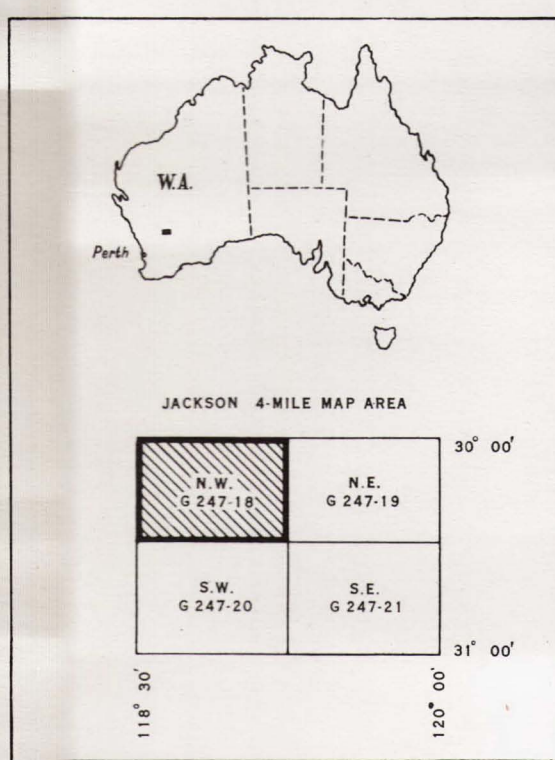 W.A.
Perth
JACKSON 4-MILE MAP AREA
30° 00'
N.W.
G 247-18
N.E.
G 247-19
S.W.
G 247-20
S.E.
G 247-21
31° 00'
118° 30'
120° 00'